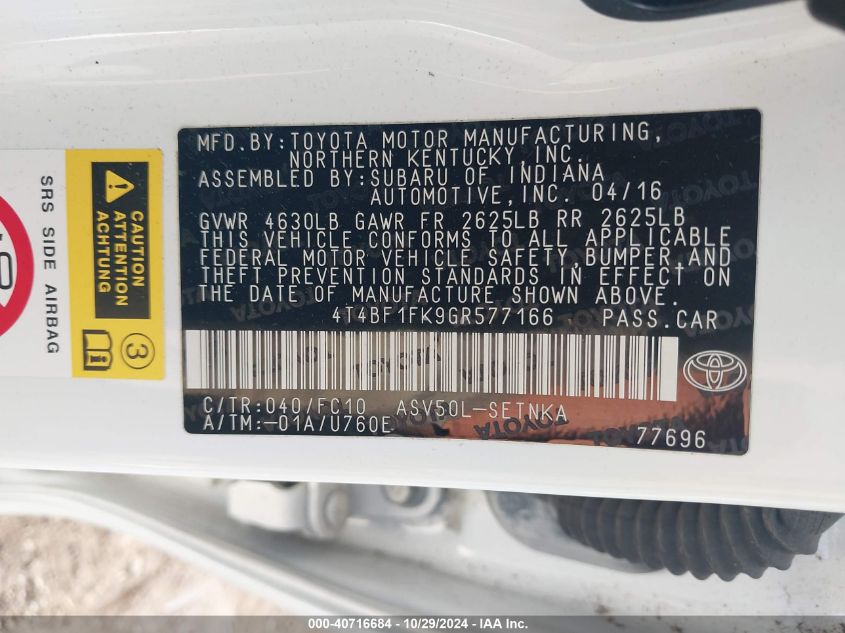 MFD.BY:TOYOTA MOTOR MANUFACTURING,
NORTHERN KENTUCKY,INC.
ASSEMBLED BY:SUBARU OF INDIANA
AUTOMOTIVE,INC. 04/16
GVWR 4630LB GAWR FR 2625LB RR 2625LB
THIS VEHICLE CONFORMS TO ALL APPLICABLE
FEDERAL MOTOR VEHICLE SAFETY,BUMPER,AND
THEFT PREVENTION STANDARDS IN EFFECT ON
THE DATE OF MANUFACTURE SHOWN ABOVE.
4T4BF1FK9GR577166 PASS.CAR
C/TR:040/FC10 ASV50L-SETNKA
A/TM:-01A/U760E
77696
SRS SIDE AIRBAG
CAUTION
ATTENTION
ACHTUNG
3
000-40716684 - 10/29/2024 - IAA Inc.